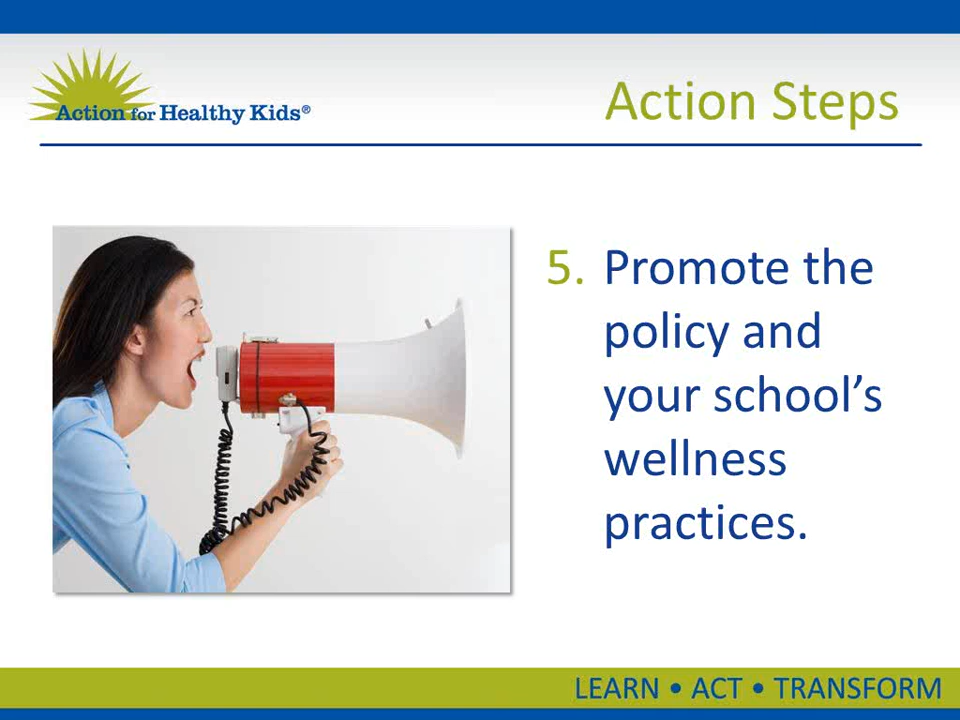 Action for Healthy Kids®
Action Steps
5. Promote the
policy and
your school’s
wellness
practices.
LEARN • ACT • TRANSFORM